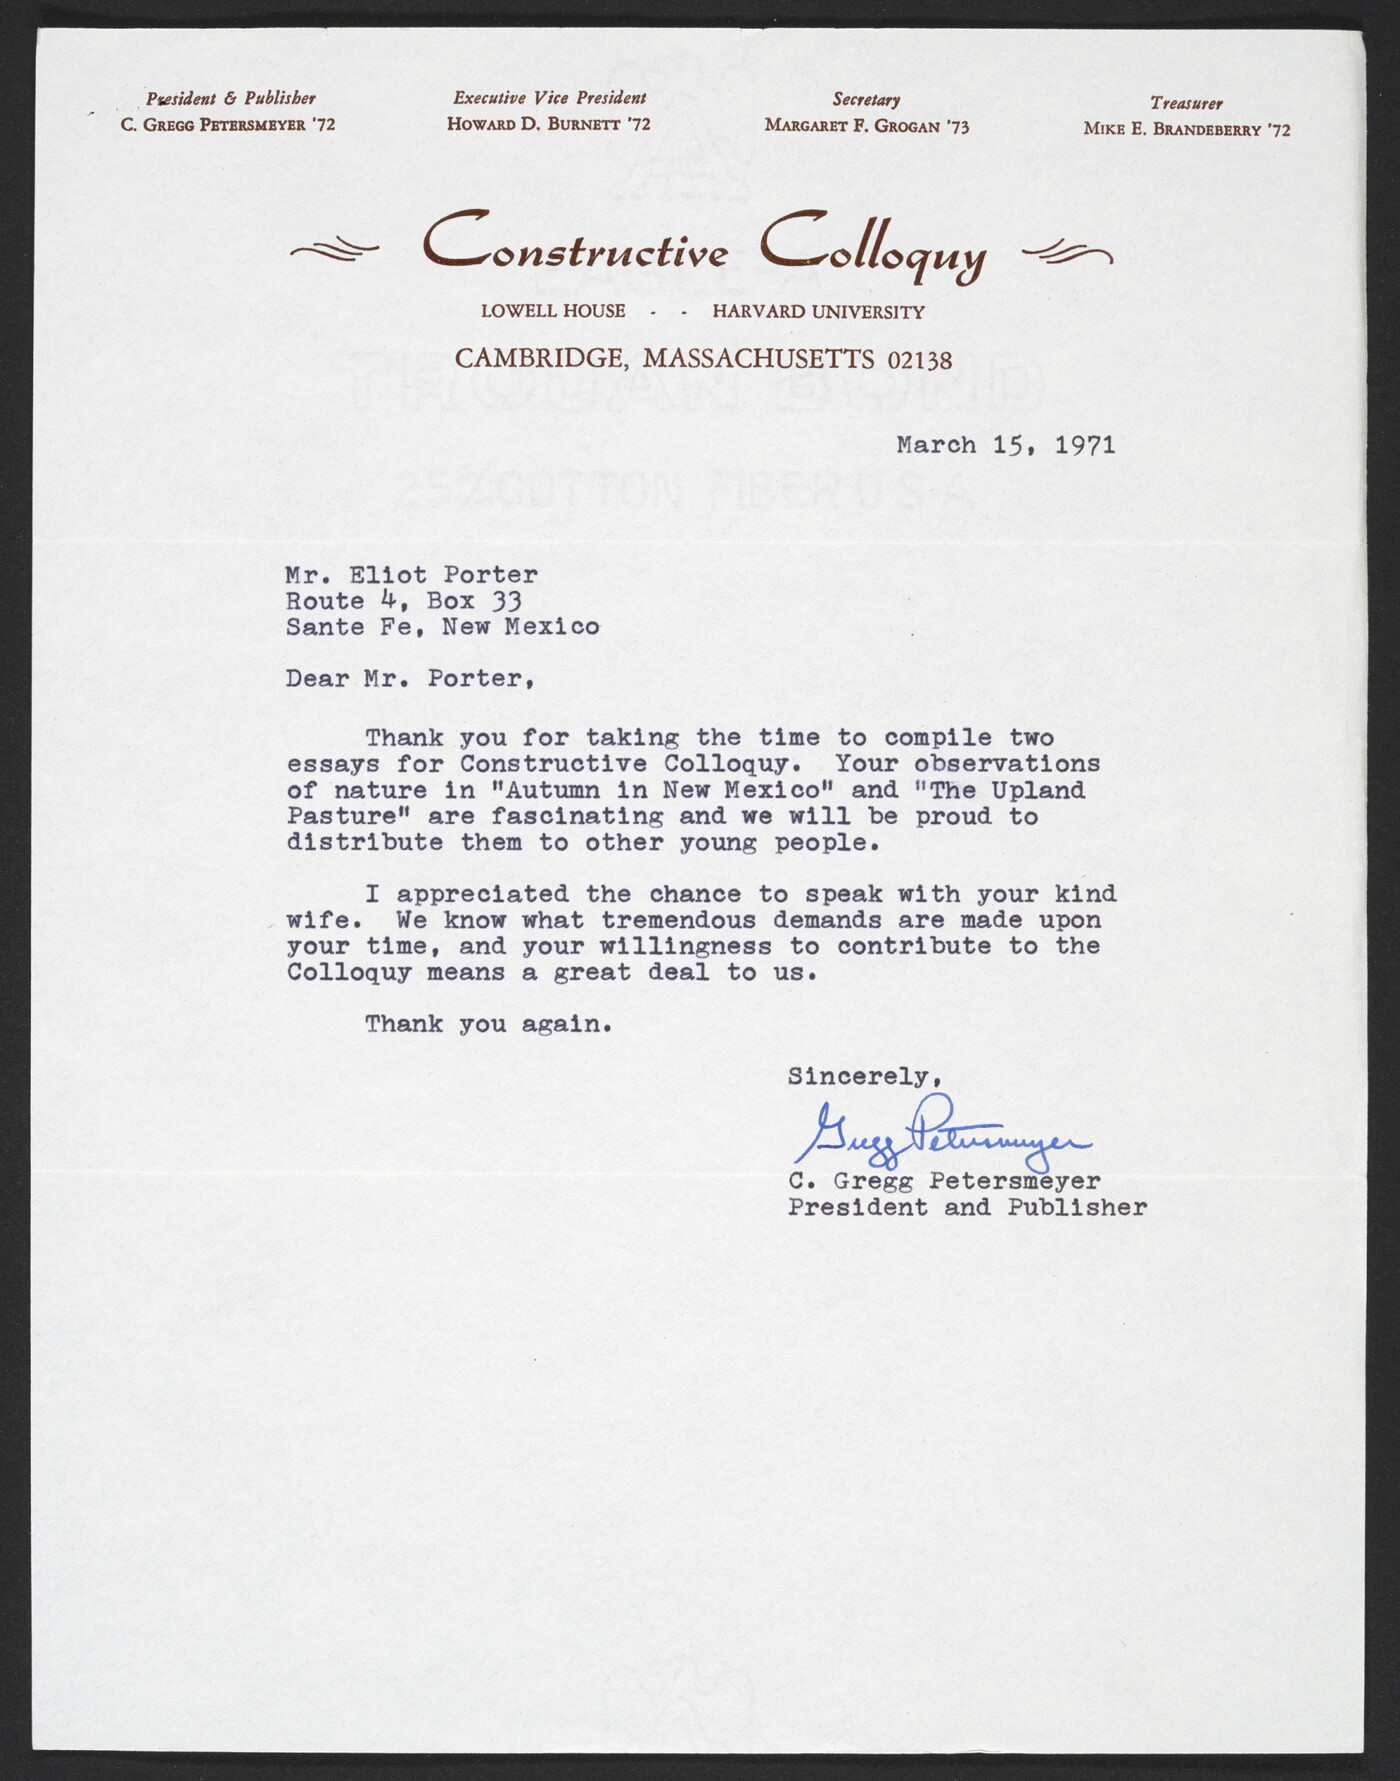 President & Publisher
C. GREGG PETERSMEYER '72
Executive Vice President
HOWARD D. BURNETT '72
Secretary
MARGARET F. GROGAN '73
Treasurer
MIKE E. BRANDEBERRY '72
Constructive Colloquy
LOWELL HOUSE - - HARVARD UNIVERSITY
CAMBRIDGE, MASSACHUSETTS 02138
TROJAN BOND
March 15, 1971
25% COTTON FIBER U S A
Mr. Eliot Porter
Route 4, Box 33
Sante Fe, New Mexico
Dear Mr. Porter,
Thank you for taking the time to compile two
essays for Constructive Colloquy. Your observations
of nature in "Autumn in New Mexico" and "The Upland
Pasture" are fascinating and we will be proud to
distribute them to other young people.
I appreciated the chance to speak with your kind
wife. We know what tremendous demands are made upon
your time, and your willingness to contribute to the
Colloquy means a great deal to us.
Thank you again.
Sincerely,
Gregg Petersmeyer
C. Gregg Petersmeyer
President and Publisher